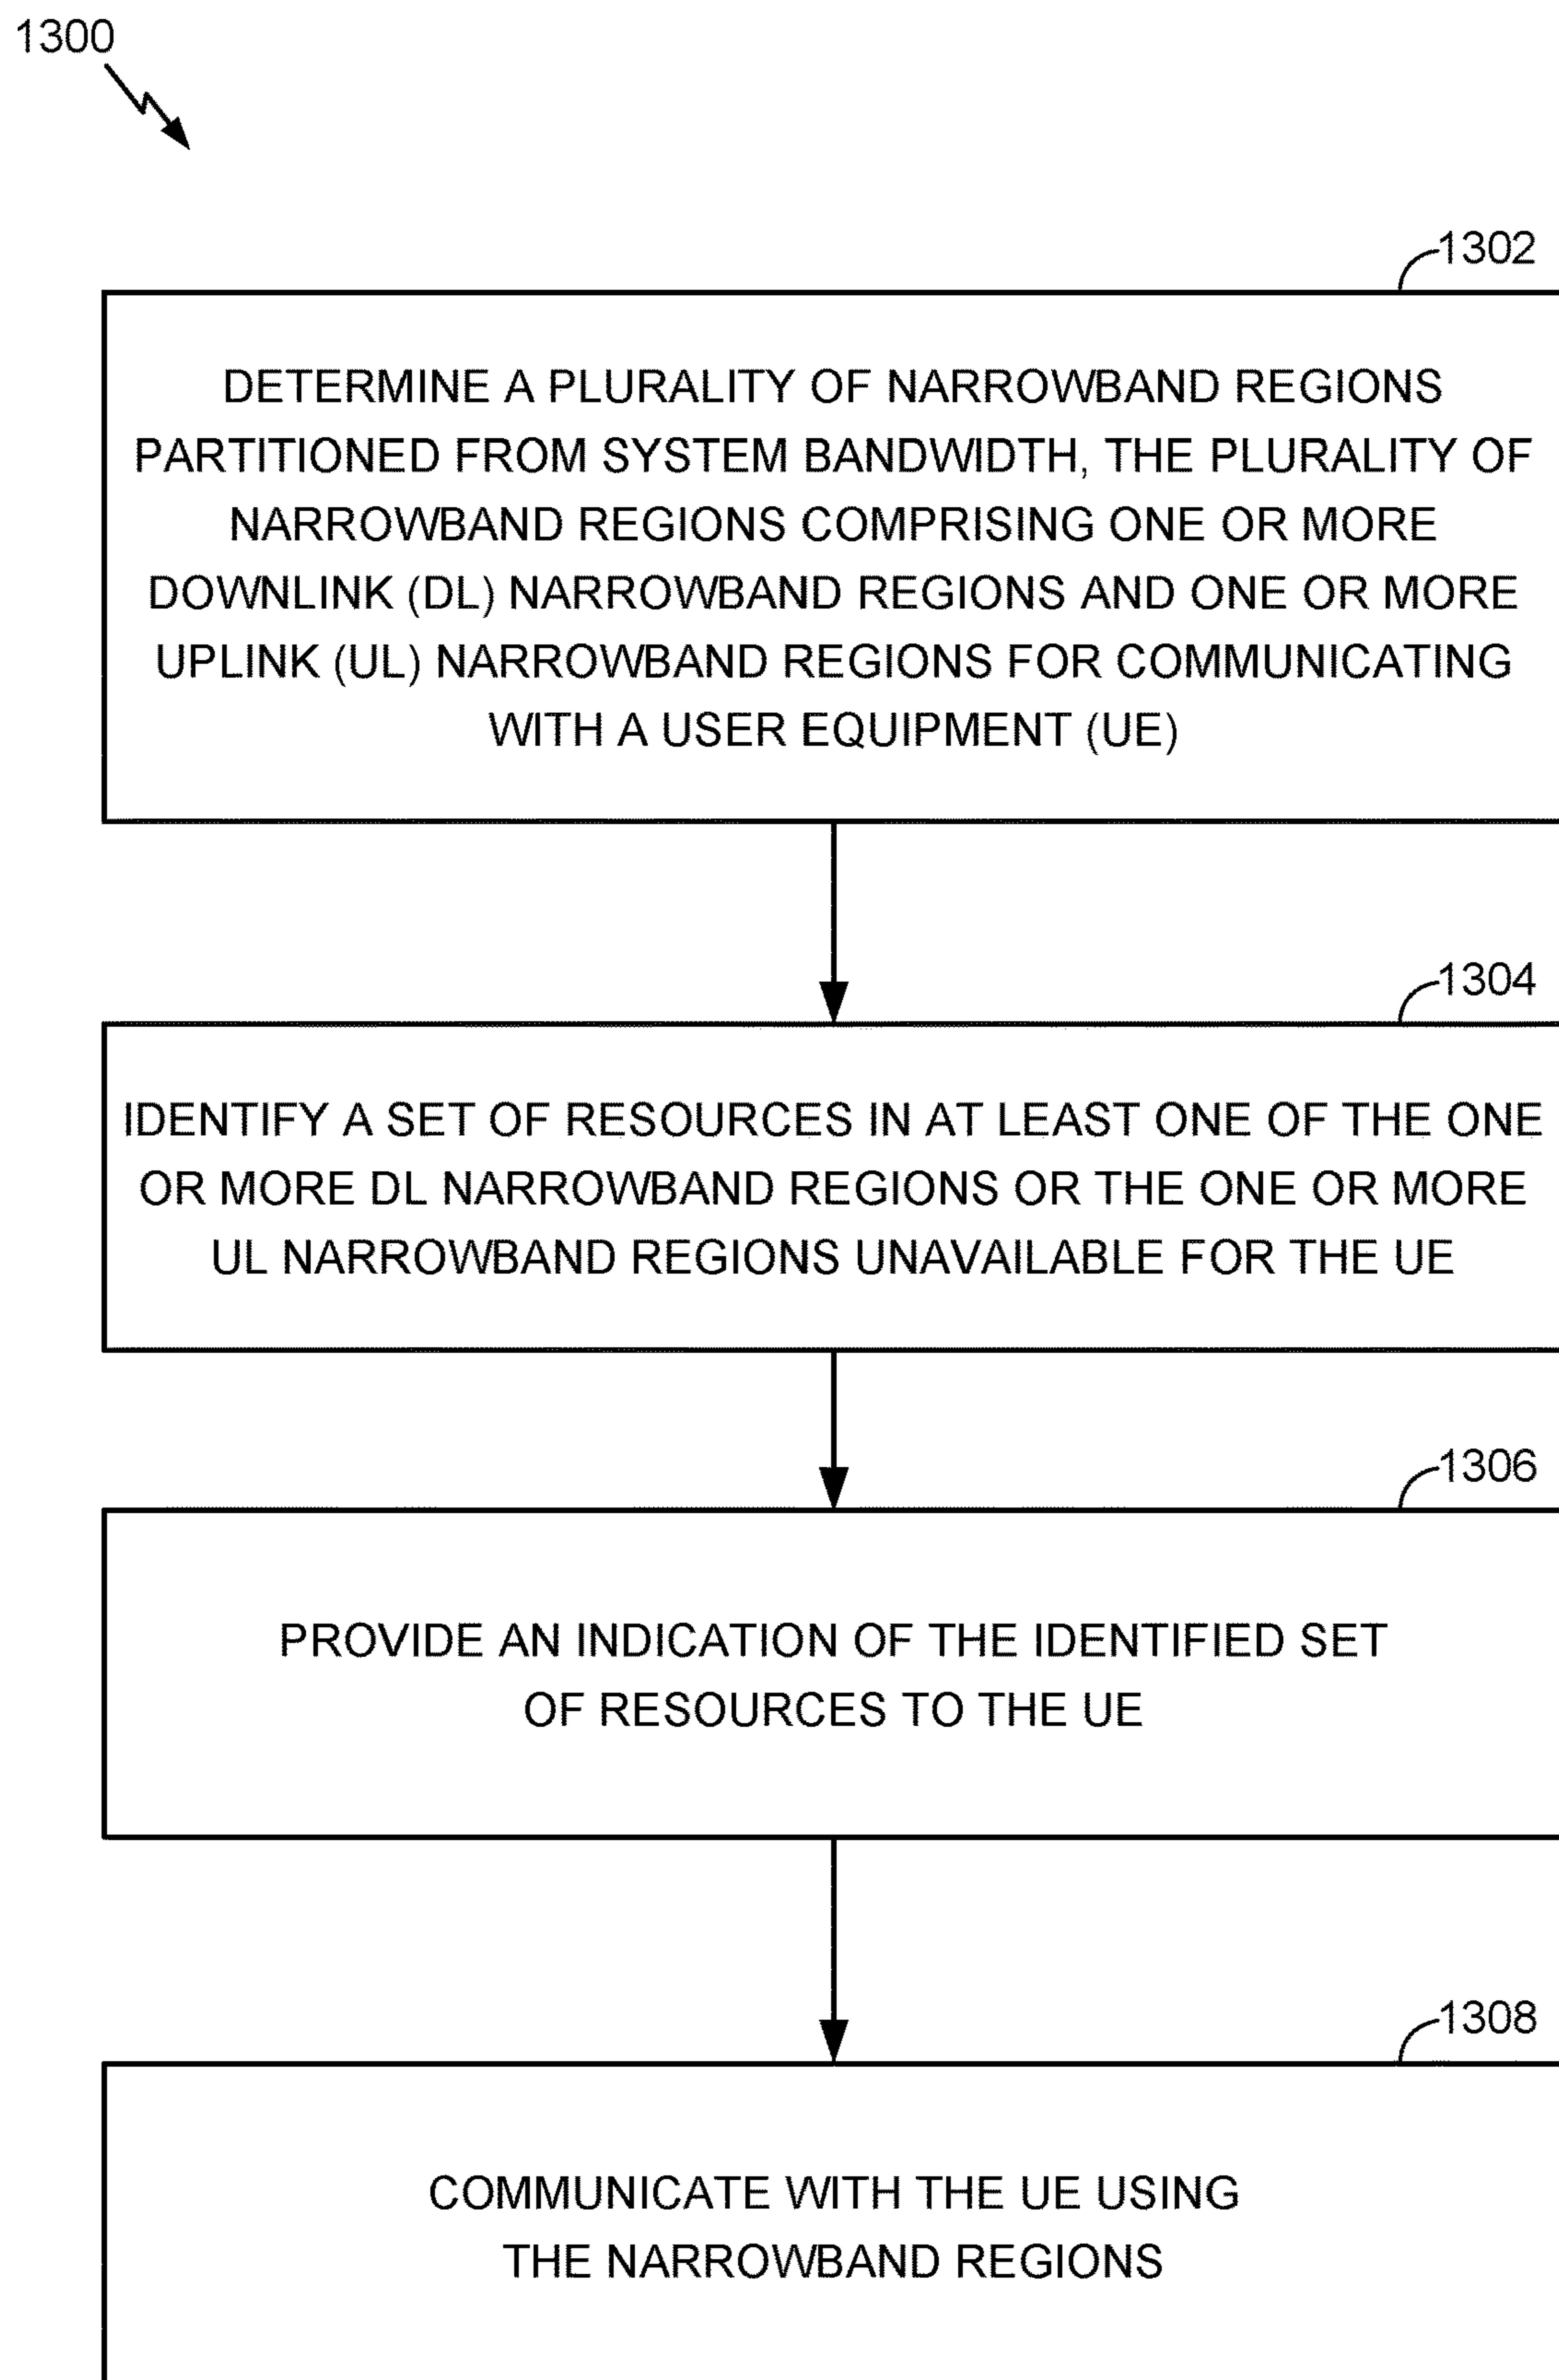 1300
1302
DETERMINE A PLURALITY OF NARROWBAND REGIONS
PARTITIONED FROM SYSTEM BANDWIDTH, THE PLURALITY OF
NARROWBAND REGIONS COMPRISING ONE OR MORE
DOWNLINK (DL) NARROWBAND REGIONS AND ONE OR MORE
UPLINK (UL) NARROWBAND REGIONS FOR COMMUNICATING
WITH A USER EQUIPMENT (UE)
1304
IDENTIFY A SET OF RESOURCES IN AT LEAST ONE OF THE ONE
OR MORE DL NARROWBAND REGIONS OR THE ONE OR MORE
UL NARROWBAND REGIONS UNAVAILABLE FOR THE UE
1306
PROVIDE AN INDICATION OF THE IDENTIFIED SET
OF RESOURCES TO THE UE
1308
COMMUNICATE WITH THE UE USING
THE NARROWBAND REGIONS